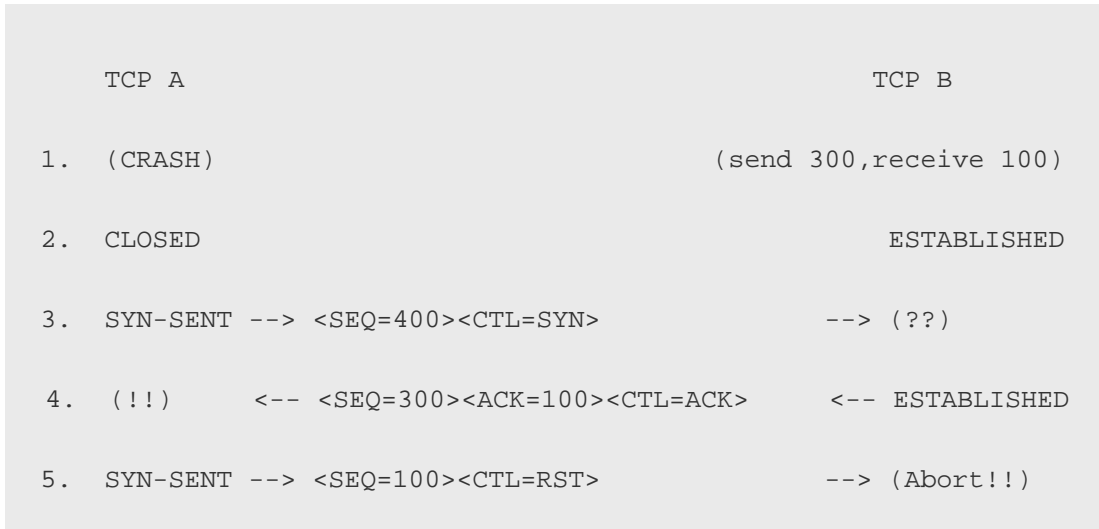 TCP A TCP B
1. (CRASH) (send 300,receive 100)
2. CLOSED ESTABLISHED
3. SYN-SENT --> <SEQ=400><CTL=SYN> --> (??)
4. (!!) <-- <SEQ=300><ACK=100><CTL=ACK> <-- ESTABLISHED
5. SYN-SENT --> <SEQ=100><CTL=RST> --> (Abort!!)